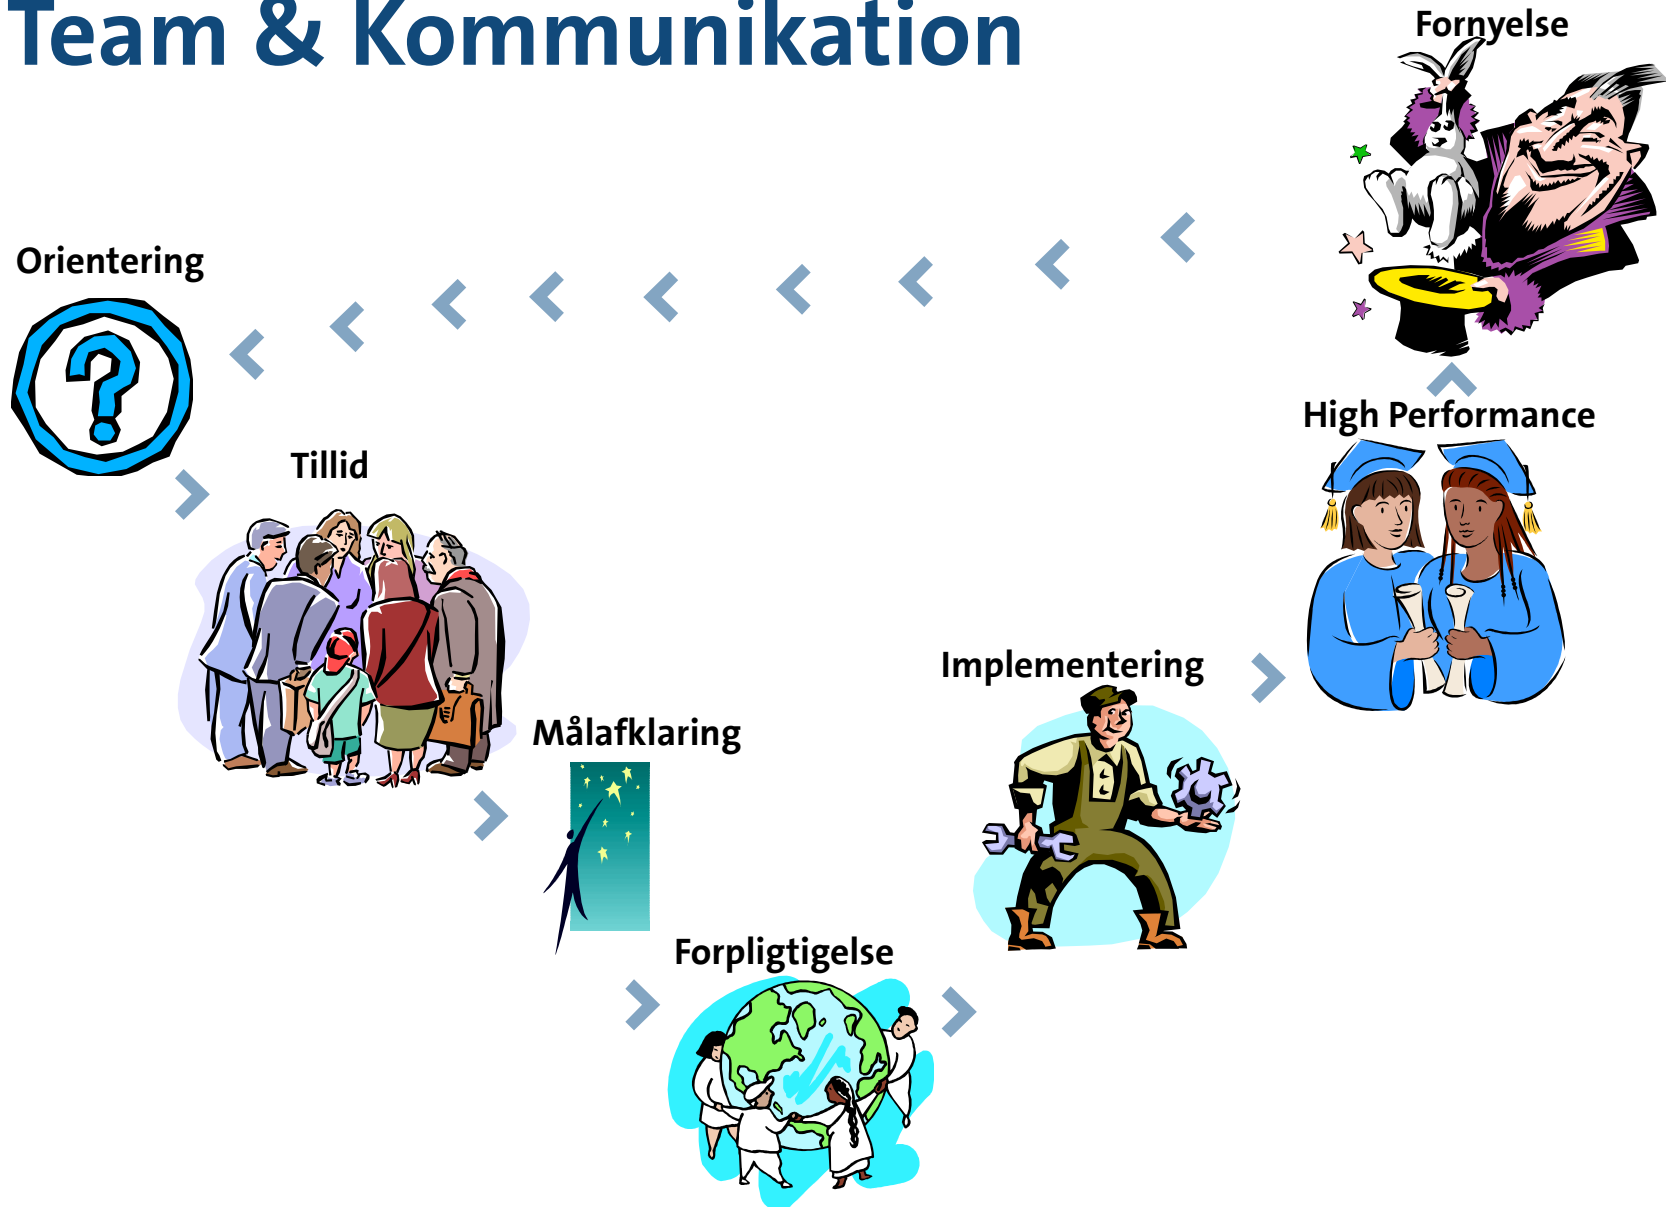 Team & Kommunikation
Fornyelse
Orientering
High Performance
Tillid
Implementering
Målafklaring
Forpligtigelse